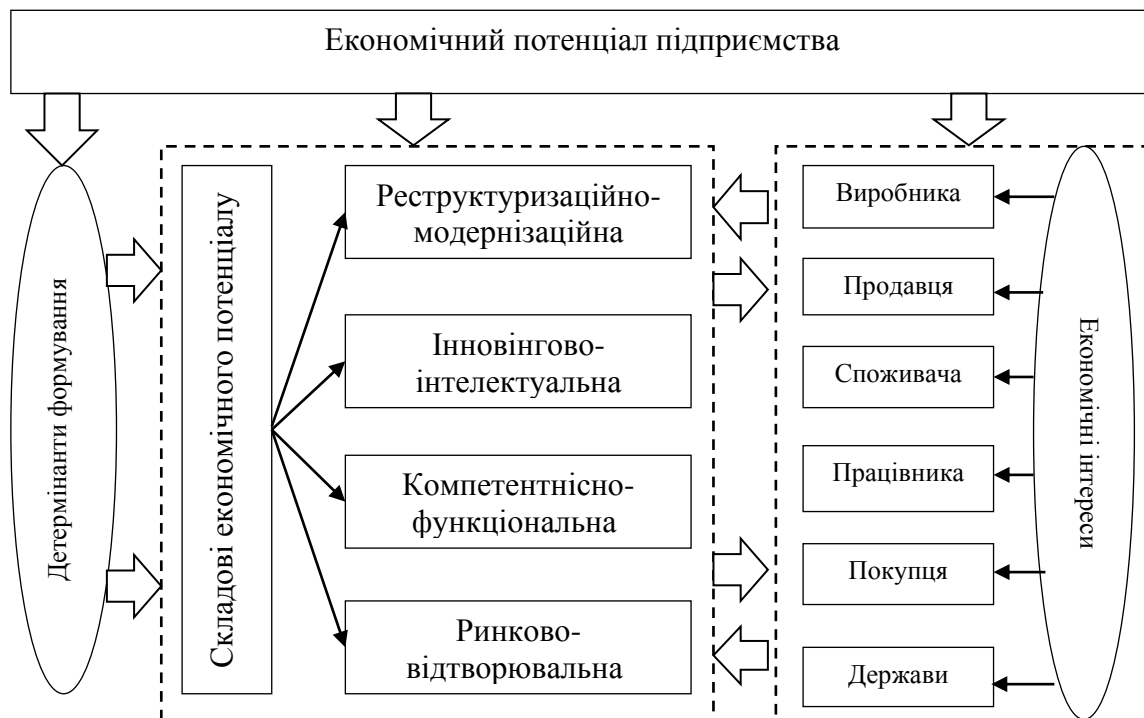 Економічний потенціал підприємства
Детермінанти формування
Складові економічного потенціалу
Реструктуризаційно-
модернізаційна
Інновінгово-
інтелектуальна
Компетентнісно-
функціональна
Ринково-
відтворювальна
Виробника
Продавця
Споживача
Працівника
Покупця
Держави
Економічні інтереси